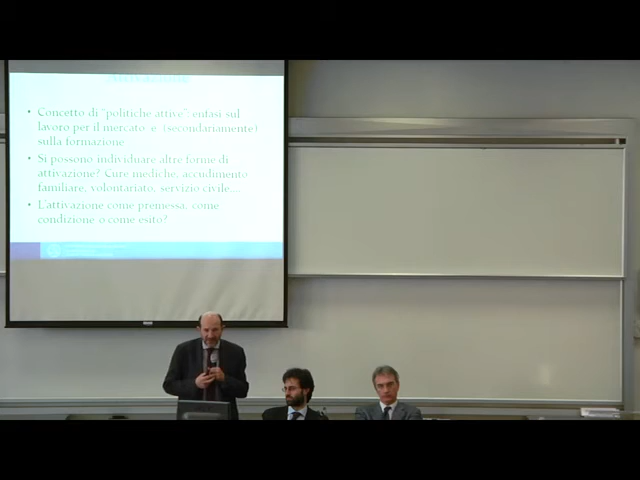 • Concetto di "politiche attive": enfasi sul
lavoro per il mercato e (secondariamente)
sulla formazione
• Si possono individuare altre forme di
attivazione? Cure mediche, accudimento
familiare, volontariato, servizio civile...
• L'attivazione come premessa, come
condizione o come esito?